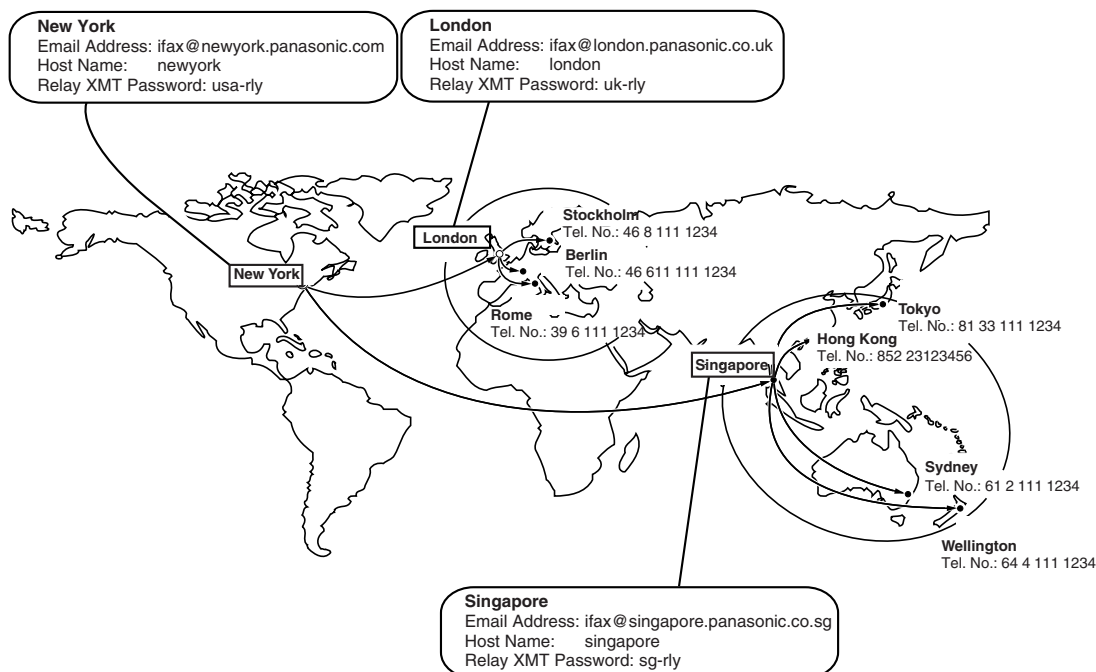 New York
Email Address: ifax@newyork.panasonic.com
Host Name: newyork
Relay XMT Password: usa-rly
London
Email Address: ifax@london.panasonic.co.uk
Host Name: london
Relay XMT Password: uk-rly
London
New York
Stockholm
Tel. No.: 46 8 111 1234
Berlin
Tel. No.: 46 611 111 1234
Rome
Tel. No.: 39 6 111 1234
Tokyo
Tel. No.: 81 33 111 1234
Hong Kong
Tel. No.: 852 23123456
Singapore
Sydney
Tel. No.: 61 2 111 1234
Wellington
Tel. No.: 64 4 111 1234
Singapore
Email Address: ifax@singapore.panasonic.co.sg
Host Name: singapore
Relay XMT Password: sg-rly